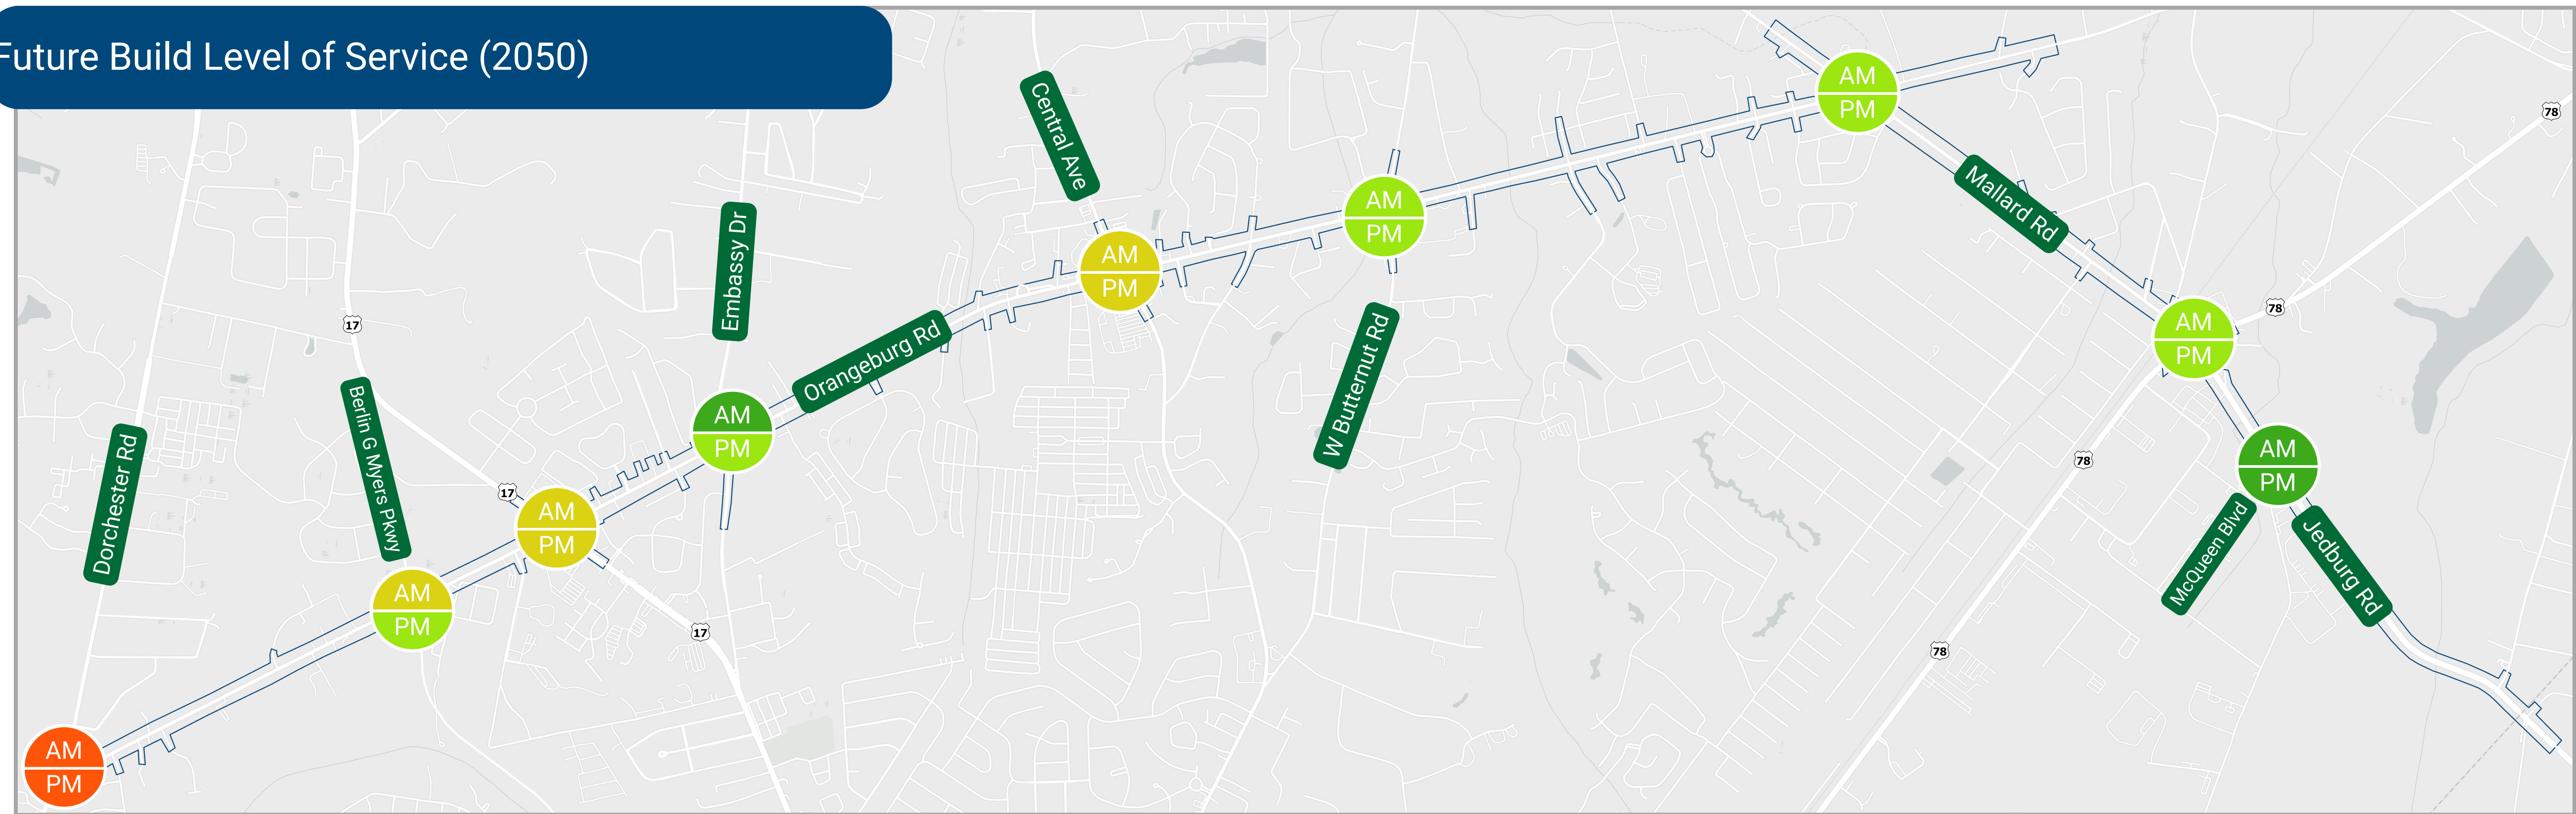 Future Build Level of Service (2050)
AM
PM
78
Central Ave
Mallard Rd
AM
PM
Embassy Dr
AM
PM
17
Orangeburg Rd
W Butternut Rd
78
AM
PM
Berlin G Myers Pkwy
AM
PM
Dorchester Rd
78
AM
PM
17
AM
PM
McQueen Blvd
Jedburg Rd
AM
PM
17
78
AM
PM